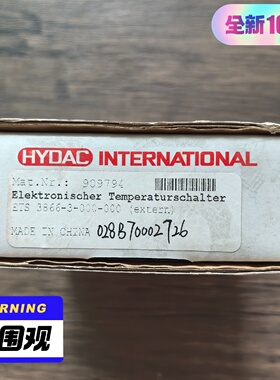 全新10
HYDAC INTERNATIONAL
Mat.Nr.: 909794
Elektronischer Temperaturschalter
ETS 3866-3-000-000 (extern)
MADE IN CHINA 028B70002726
RNING
围观